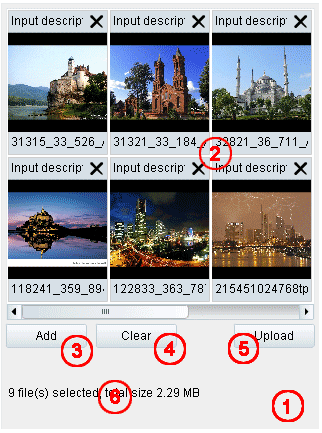 Input descrip Input descrip Input descrip
31315_33_526_ 31321_33_184_ 32821_36_711_
2
Input descrip Input descrip Input descrip
118241_359_89 122833_363_78 215451024768tp
Add Clear Upload
3 4 5
9 file(s) selected, total size 2.29 MB
6 1